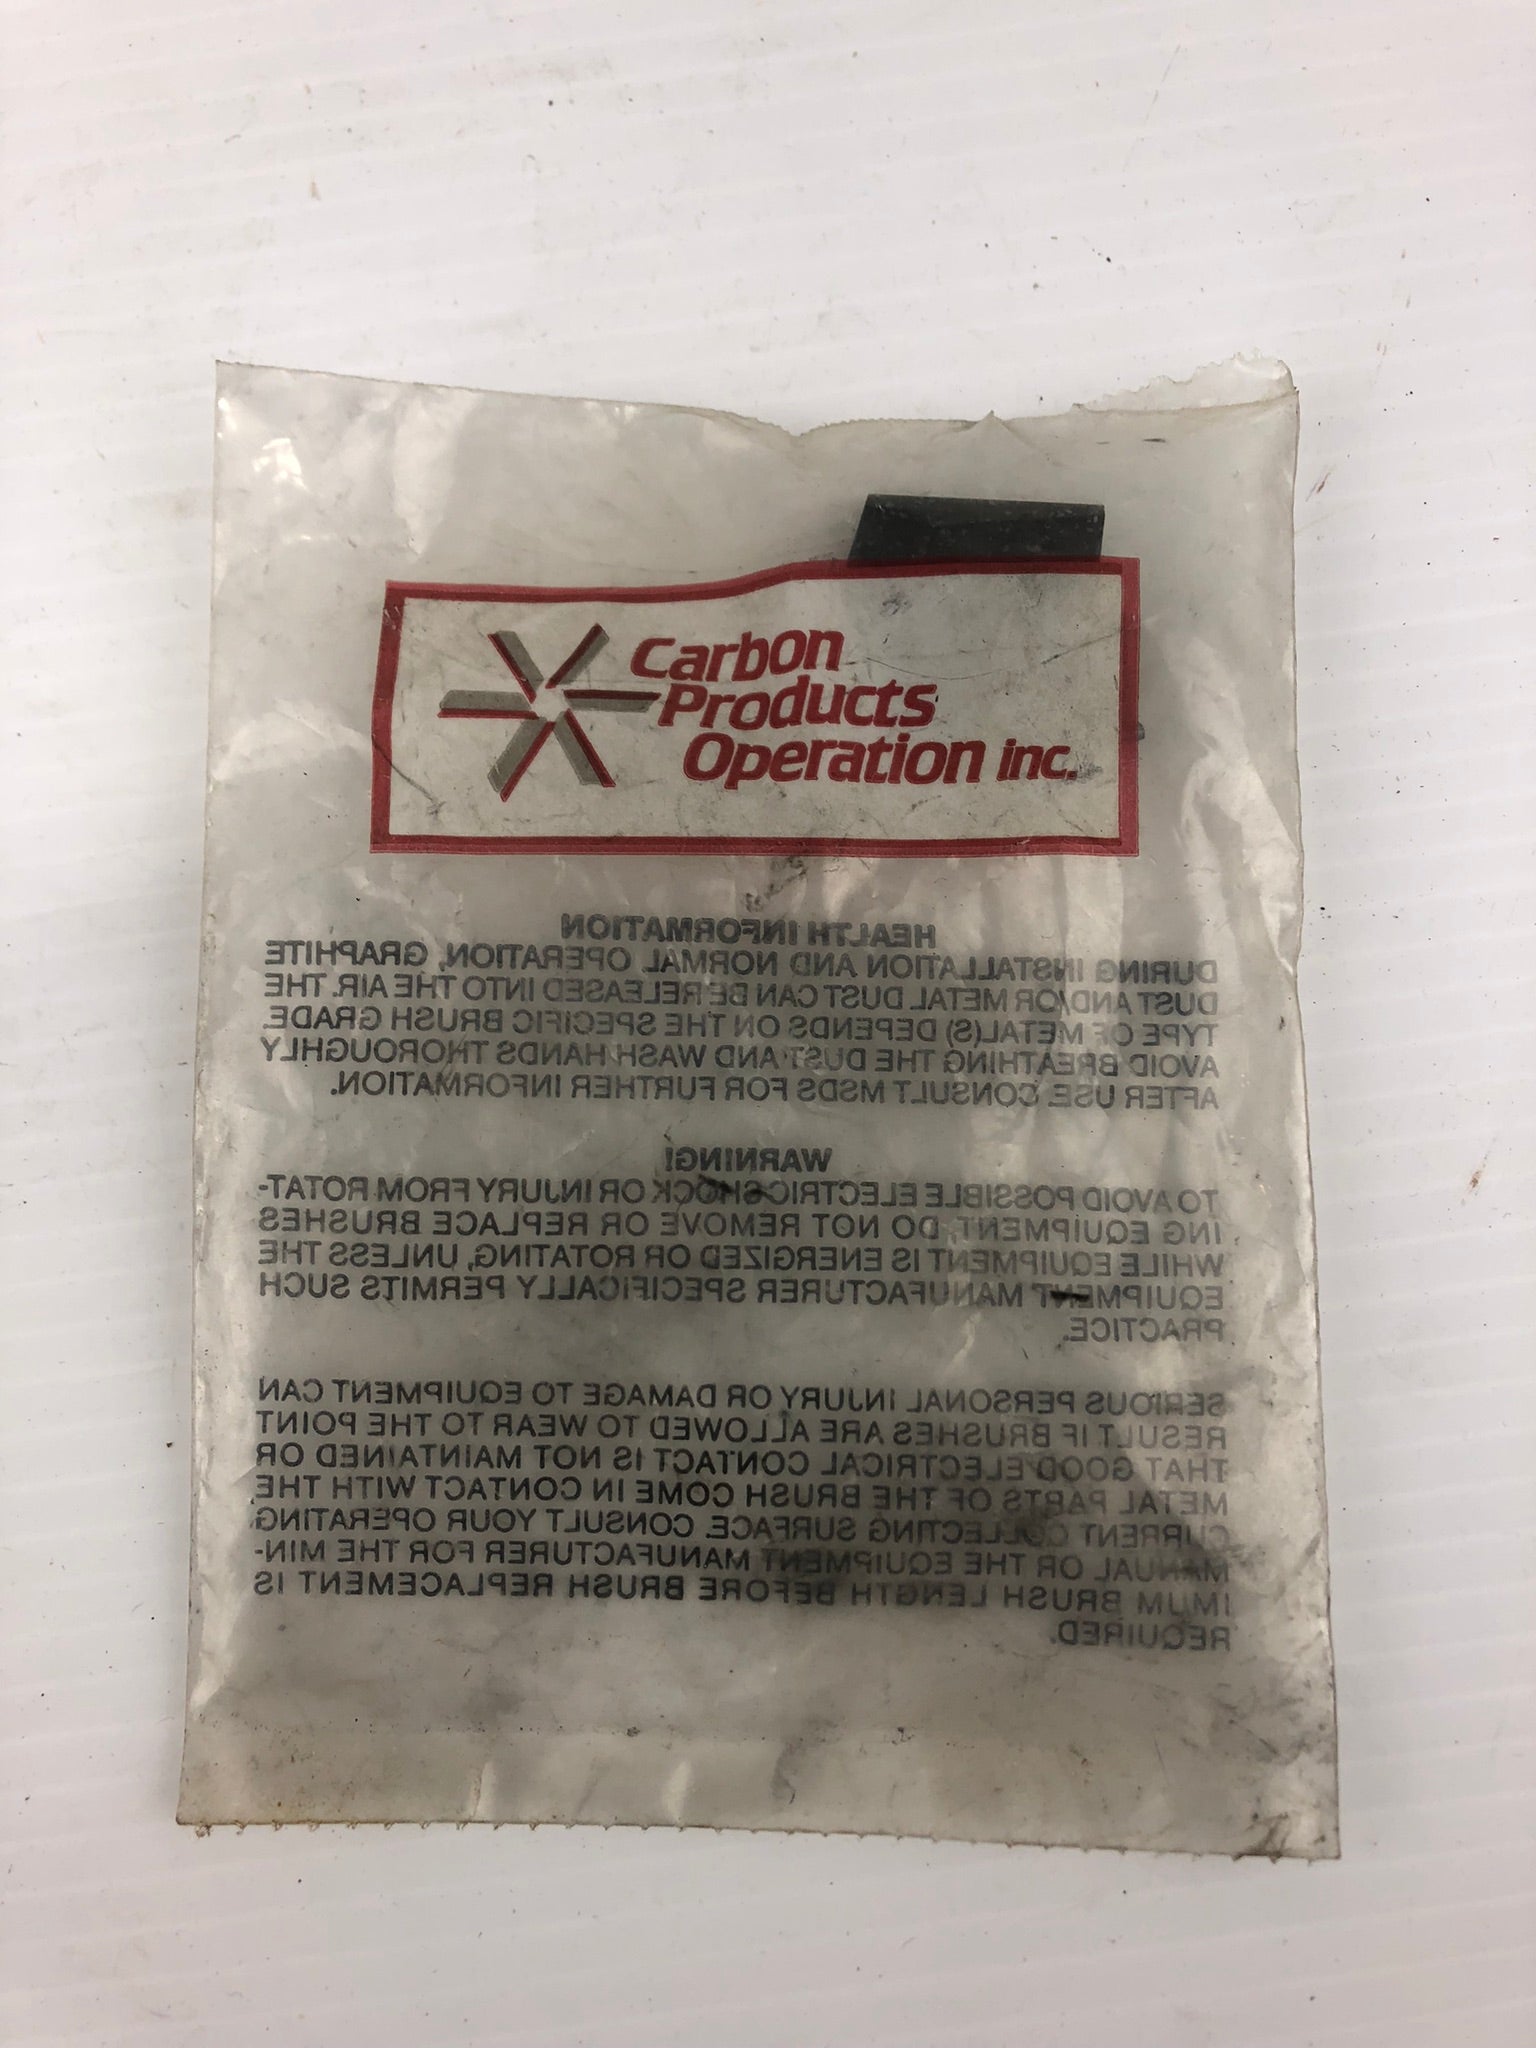 Carbon
Products
Operation inc.
HEALTH INFORMATION
DURING INSTALLATION AND NORMAL OPERATION, GRAPHITE
DUST AND/OR METAL DUST CAN BE RELEASED INTO THE AIR. THE
TYPE OF METAL(S) DEPENDS ON THE SPECIFIC BRUSH GRADE.
AVOID BREATHING THE DUST AND WASH HANDS THOROUGHLY
AFTER USE. CONSULT MSDS FOR FURTHER INFORMATION.
WARNING!
TO AVOID POSSIBLE ELECTRIC SHOCK OR INJURY FROM ROTAT-
ING EQUIPMENT, DO NOT REMOVE OR REPLACE BRUSHES
WHILE EQUIPMENT IS ENERGIZED OR ROTATING, UNLESS THE
EQUIPMENT MANUFACTURER SPECIFICALLY PERMITS SUCH
PRACTICE.
SERIOUS PERSONAL INJURY OR DAMAGE TO EQUIPMENT CAN
RESULT IF BRUSHES ARE ALLOWED TO WEAR TO THE POINT
THAT GOOD ELECTRICAL CONTACT IS NOT MAINTAINED OR
METAL PARTS OF THE BRUSH COME IN CONTACT WITH THE
CURRENT COLLECTING SURFACE. CONSULT YOUR OPERATING
MANUAL OR THE EQUIPMENT MANUFACTURER FOR THE MIN-
IMUM BRUSH LENGTH BEFORE BRUSH REPLACEMENT IS
REQUIRED.